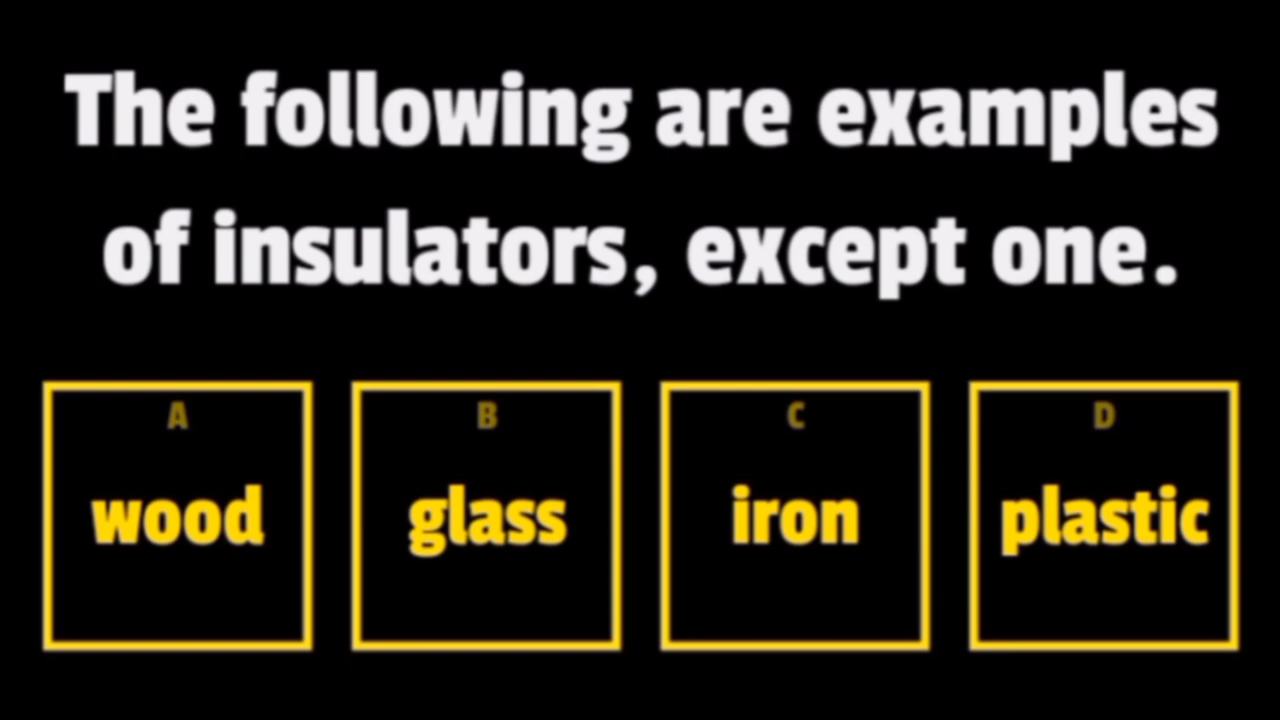 The following are examples
of insulators, except one.
A
wood
B
glass
C
iron
D
plastic